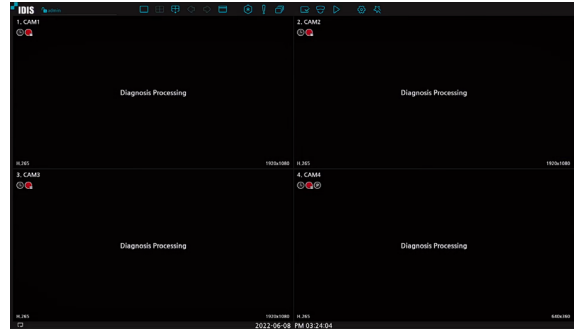 IDIS
1. CAM1
Diagnosis Processing
H.265
1920x1080
2. CAM2
Diagnosis Processing
H.265
1920x1080
3. CAM3
Diagnosis Processing
H.265
1920x1080
4. CAM4
Diagnosis Processing
H.265
640x360
2022-06-08 PM 03:24:04